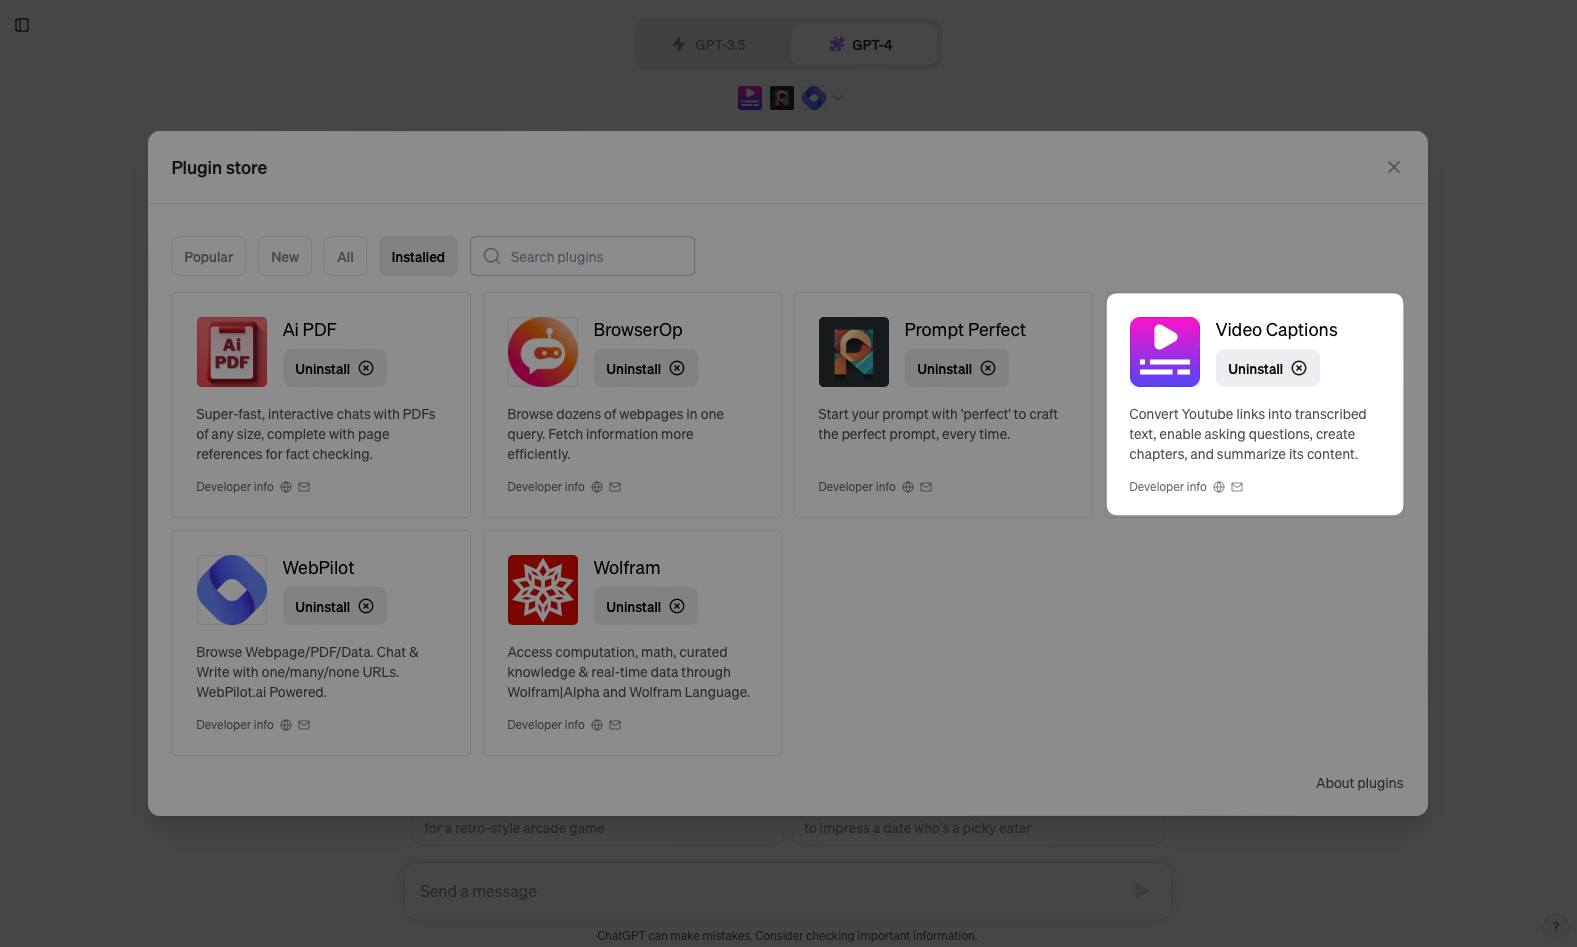 GPT-3.5
GPT-4
Plugin store
Popular
New
All
Installed
Search plugins
Ai PDF
Ai PDF
Uninstall
Super-fast, interactive chats with PDFs
of any size, complete with page
references for fact checking.
Developer info
BrowserOp
Uninstall
Browse dozens of webpages in one
query. Fetch information more
efficiently.
Developer info
Prompt Perfect
Uninstall
Start your prompt with 'perfect' to craft
the perfect prompt, every time.
Developer info
Video Captions
Uninstall
Convert Youtube links into transcribed
text, enable asking questions, create
chapters, and summarize its content.
Developer info
WebPilot
Uninstall
Browse Webpage/PDF/Data. Chat &
Write with one/many/none URLs.
WebPilot.ai Powered.
Developer info
Wolfram
Uninstall
Access computation, math, curated
knowledge & real-time data through
Wolfram|Alpha and Wolfram Language.
Developer info
About plugins
for a retro-style arcade game
to impress a date who's a picky eater
Send a message
ChatGPT can make mistakes. Consider checking important information.
?